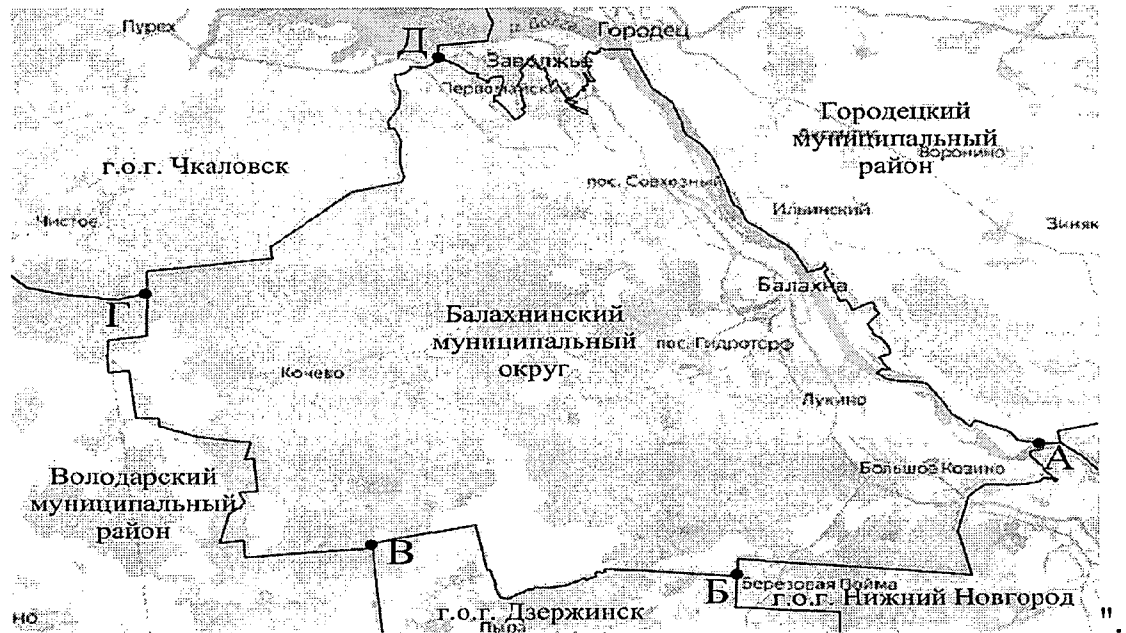 Пурех
р. Волга
Городец
Д
Заволжье
Первомайский
Городецкий
муниципальный
район
Воронино
г.о.г. Чкаловск
пос. Совхозный
Чистое
Ильинский
Зиняк
Балахна
Г
Балахнинский
муниципальный
округ
пос. Гидроторф
Кочево
Лукино
А
Большое Козино
Володарский
муниципальный
район
В
Б
Березовая Пойма
г.о.г. Дзержинск
г.о.г. Нижний Новгород
Пыра
но
".